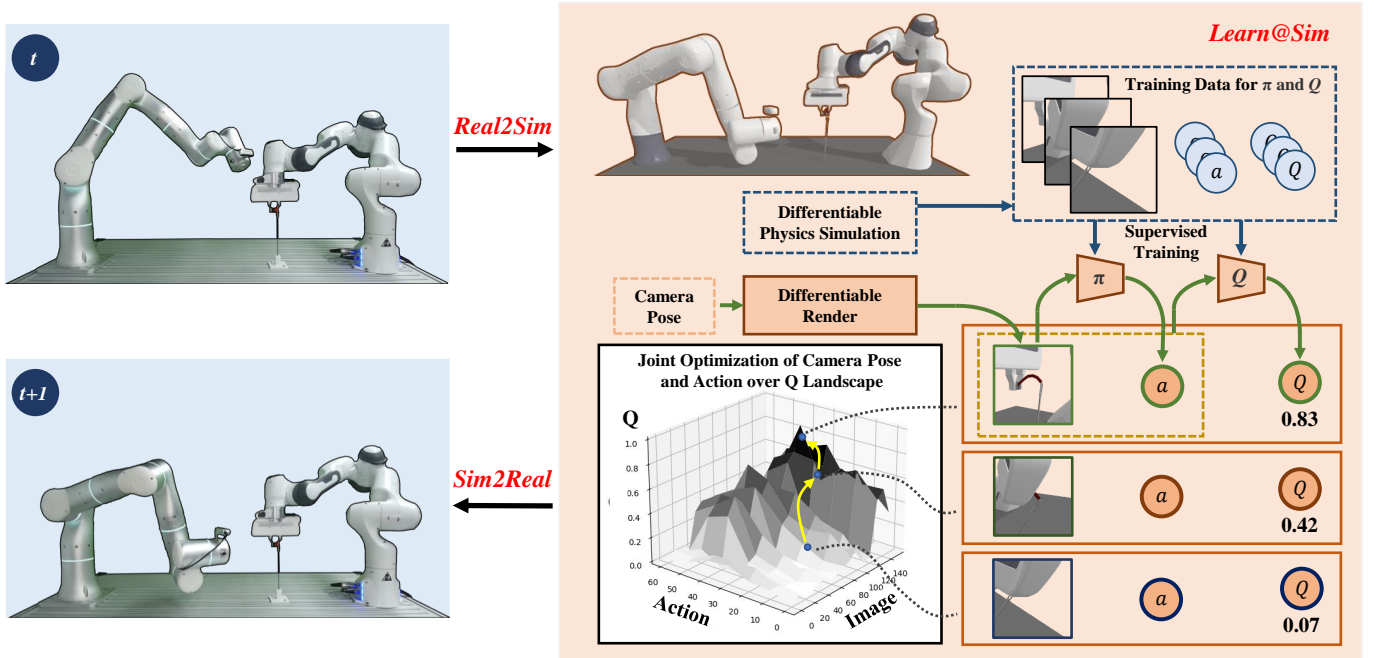 t
Real2Sim
Learn@Sim
Training Data for π and Q
a
Q
Differentiable
Physics Simulation
Supervised
Training
π
Q
Camera
Pose
Differentiable
Render
t+1
Sim2Real
Joint Optimization of Camera Pose
and Action over Q Landscape
Q
1.0
0.8
0.6
0.4
0.2
0.0
60
50
40
30
20
10
0
Action
0
20
40
60
80
100
120
140
Image
a
Q
0.83
a
Q
0.42
a
Q
0.07